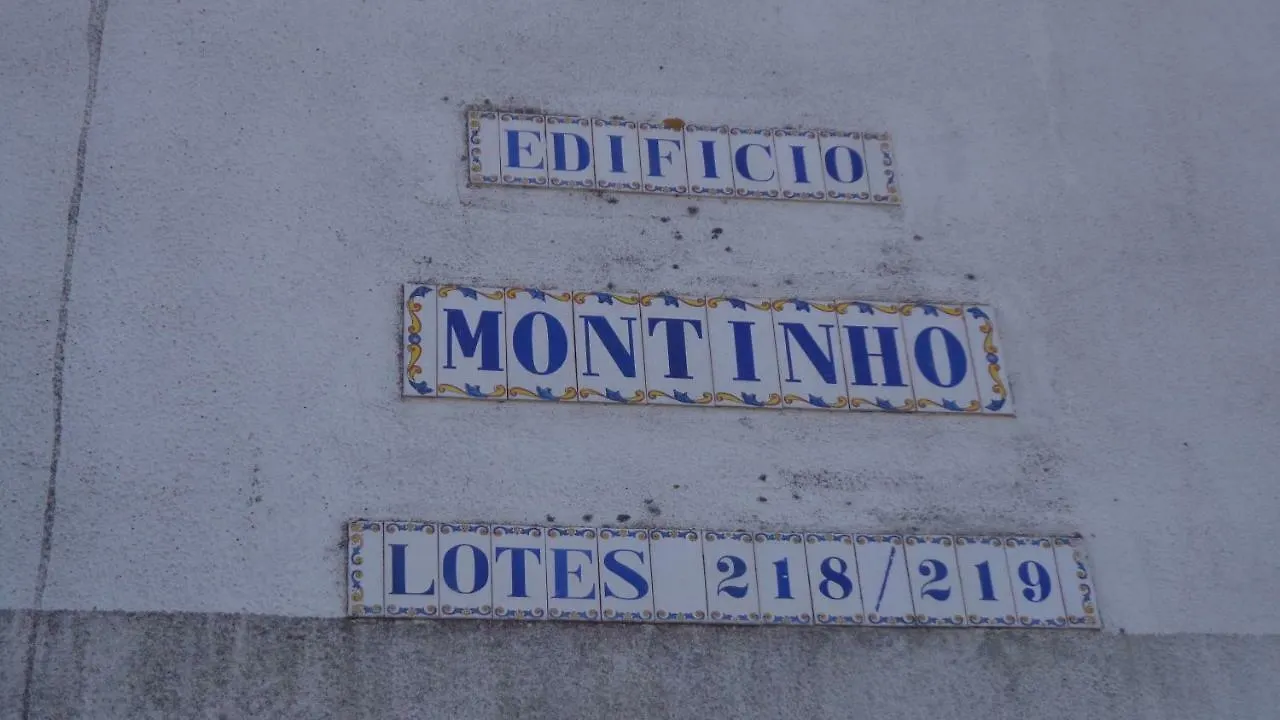 EDIFICIO
MONTINHO
LOTES 218/219